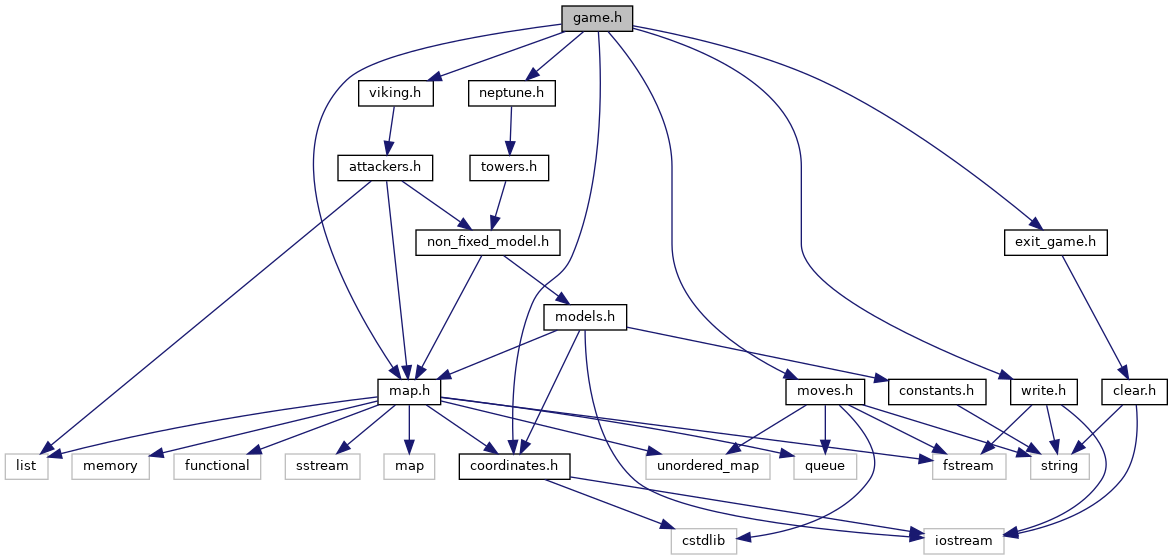 game.h
viking.h
neptune.h
attackers.h
towers.h
non_fixed_model.h
exit_game.h
models.h
map.h
moves.h
constants.h
write.h
clear.h
list
memory
functional
sstream
map
coordinates.h
unordered_map
queue
fstream
string
cstdlib
iostream